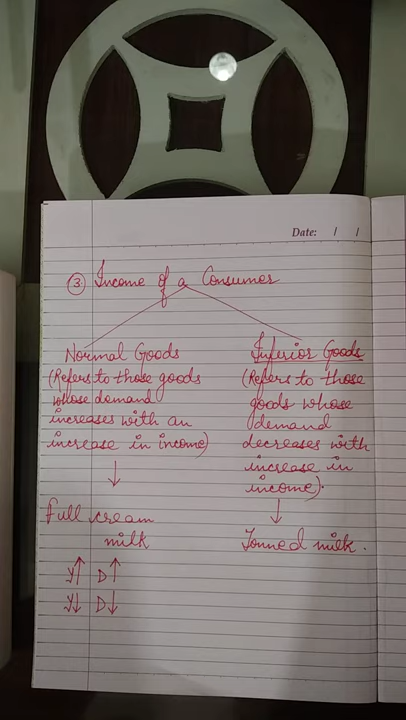 Date: / /
③ Income of a Consumer
Normal Goods
(Refers to those goods
whose demand
increases with an
increase in income)
↓
Full cream
milk
Y↑ D↑
Y↓ D↓
Inferior Goods
(Refers to those
goods whose
demand
decreases with
increase in
income).
↓
Tonned milk.